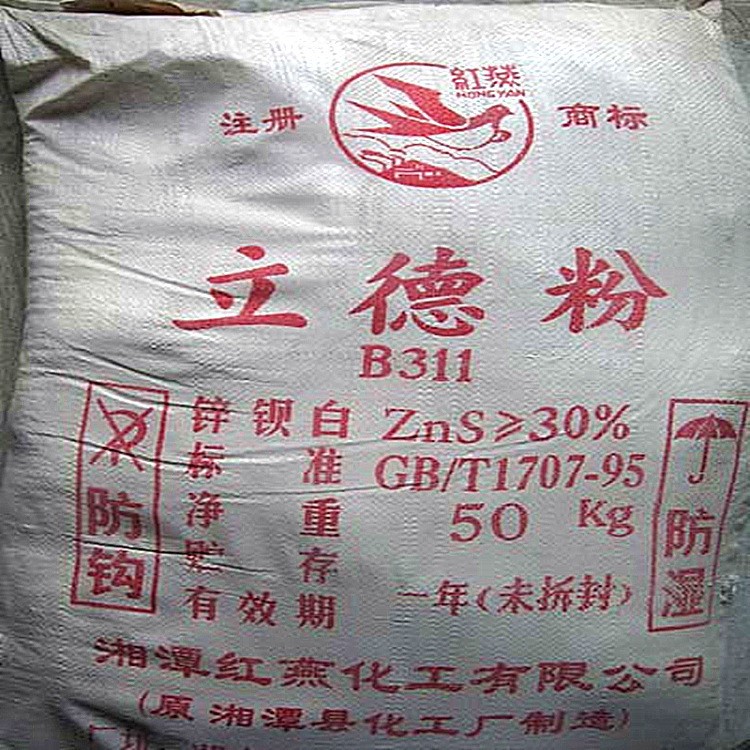 紅燕
HONG YAN
注册 商标
立德粉
B311
锌钡白 ZnS≥30%
标准 GB/T1707-95
净重 50 Kg
贮存
有效期 一年(未拆封)
防钩
防湿
湘潭红燕化工有限公司
(原湘潭县化工厂制造)